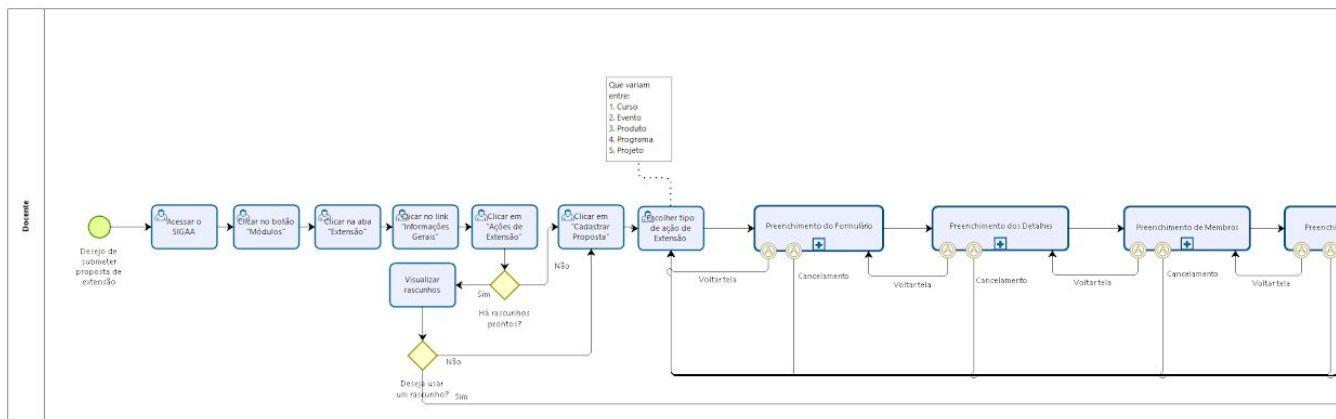 Docente
Desejo de
submeter
proposta de
extensão
Acessar o
SIGAA
Clicar no botão
"Módulos"
Clicar na aba
"Extensão"
Clicar no link
"Informações
Gerais"
Clicar em
"Ações de
Extensão"
Há rascunhos
prontos?
Sim
Não
Visualizar
rascunhos
Deseja usar
um rascunho?
Não
Sim
Clicar em
"Cadastrar
Proposta"
Que variam
entre:
1. Curso
2. Evento
3. Produto
4. Programa
5. Projeto
Escolher tipo
de ação de
Extensão
Preenchimento do Formulário
Voltar tela
Cancelamento
Preenchimento dos Detalhes
Voltar tela
Cancelamento
Preenchimento de Membros
Voltar tela
Cancelamento
Voltar tela